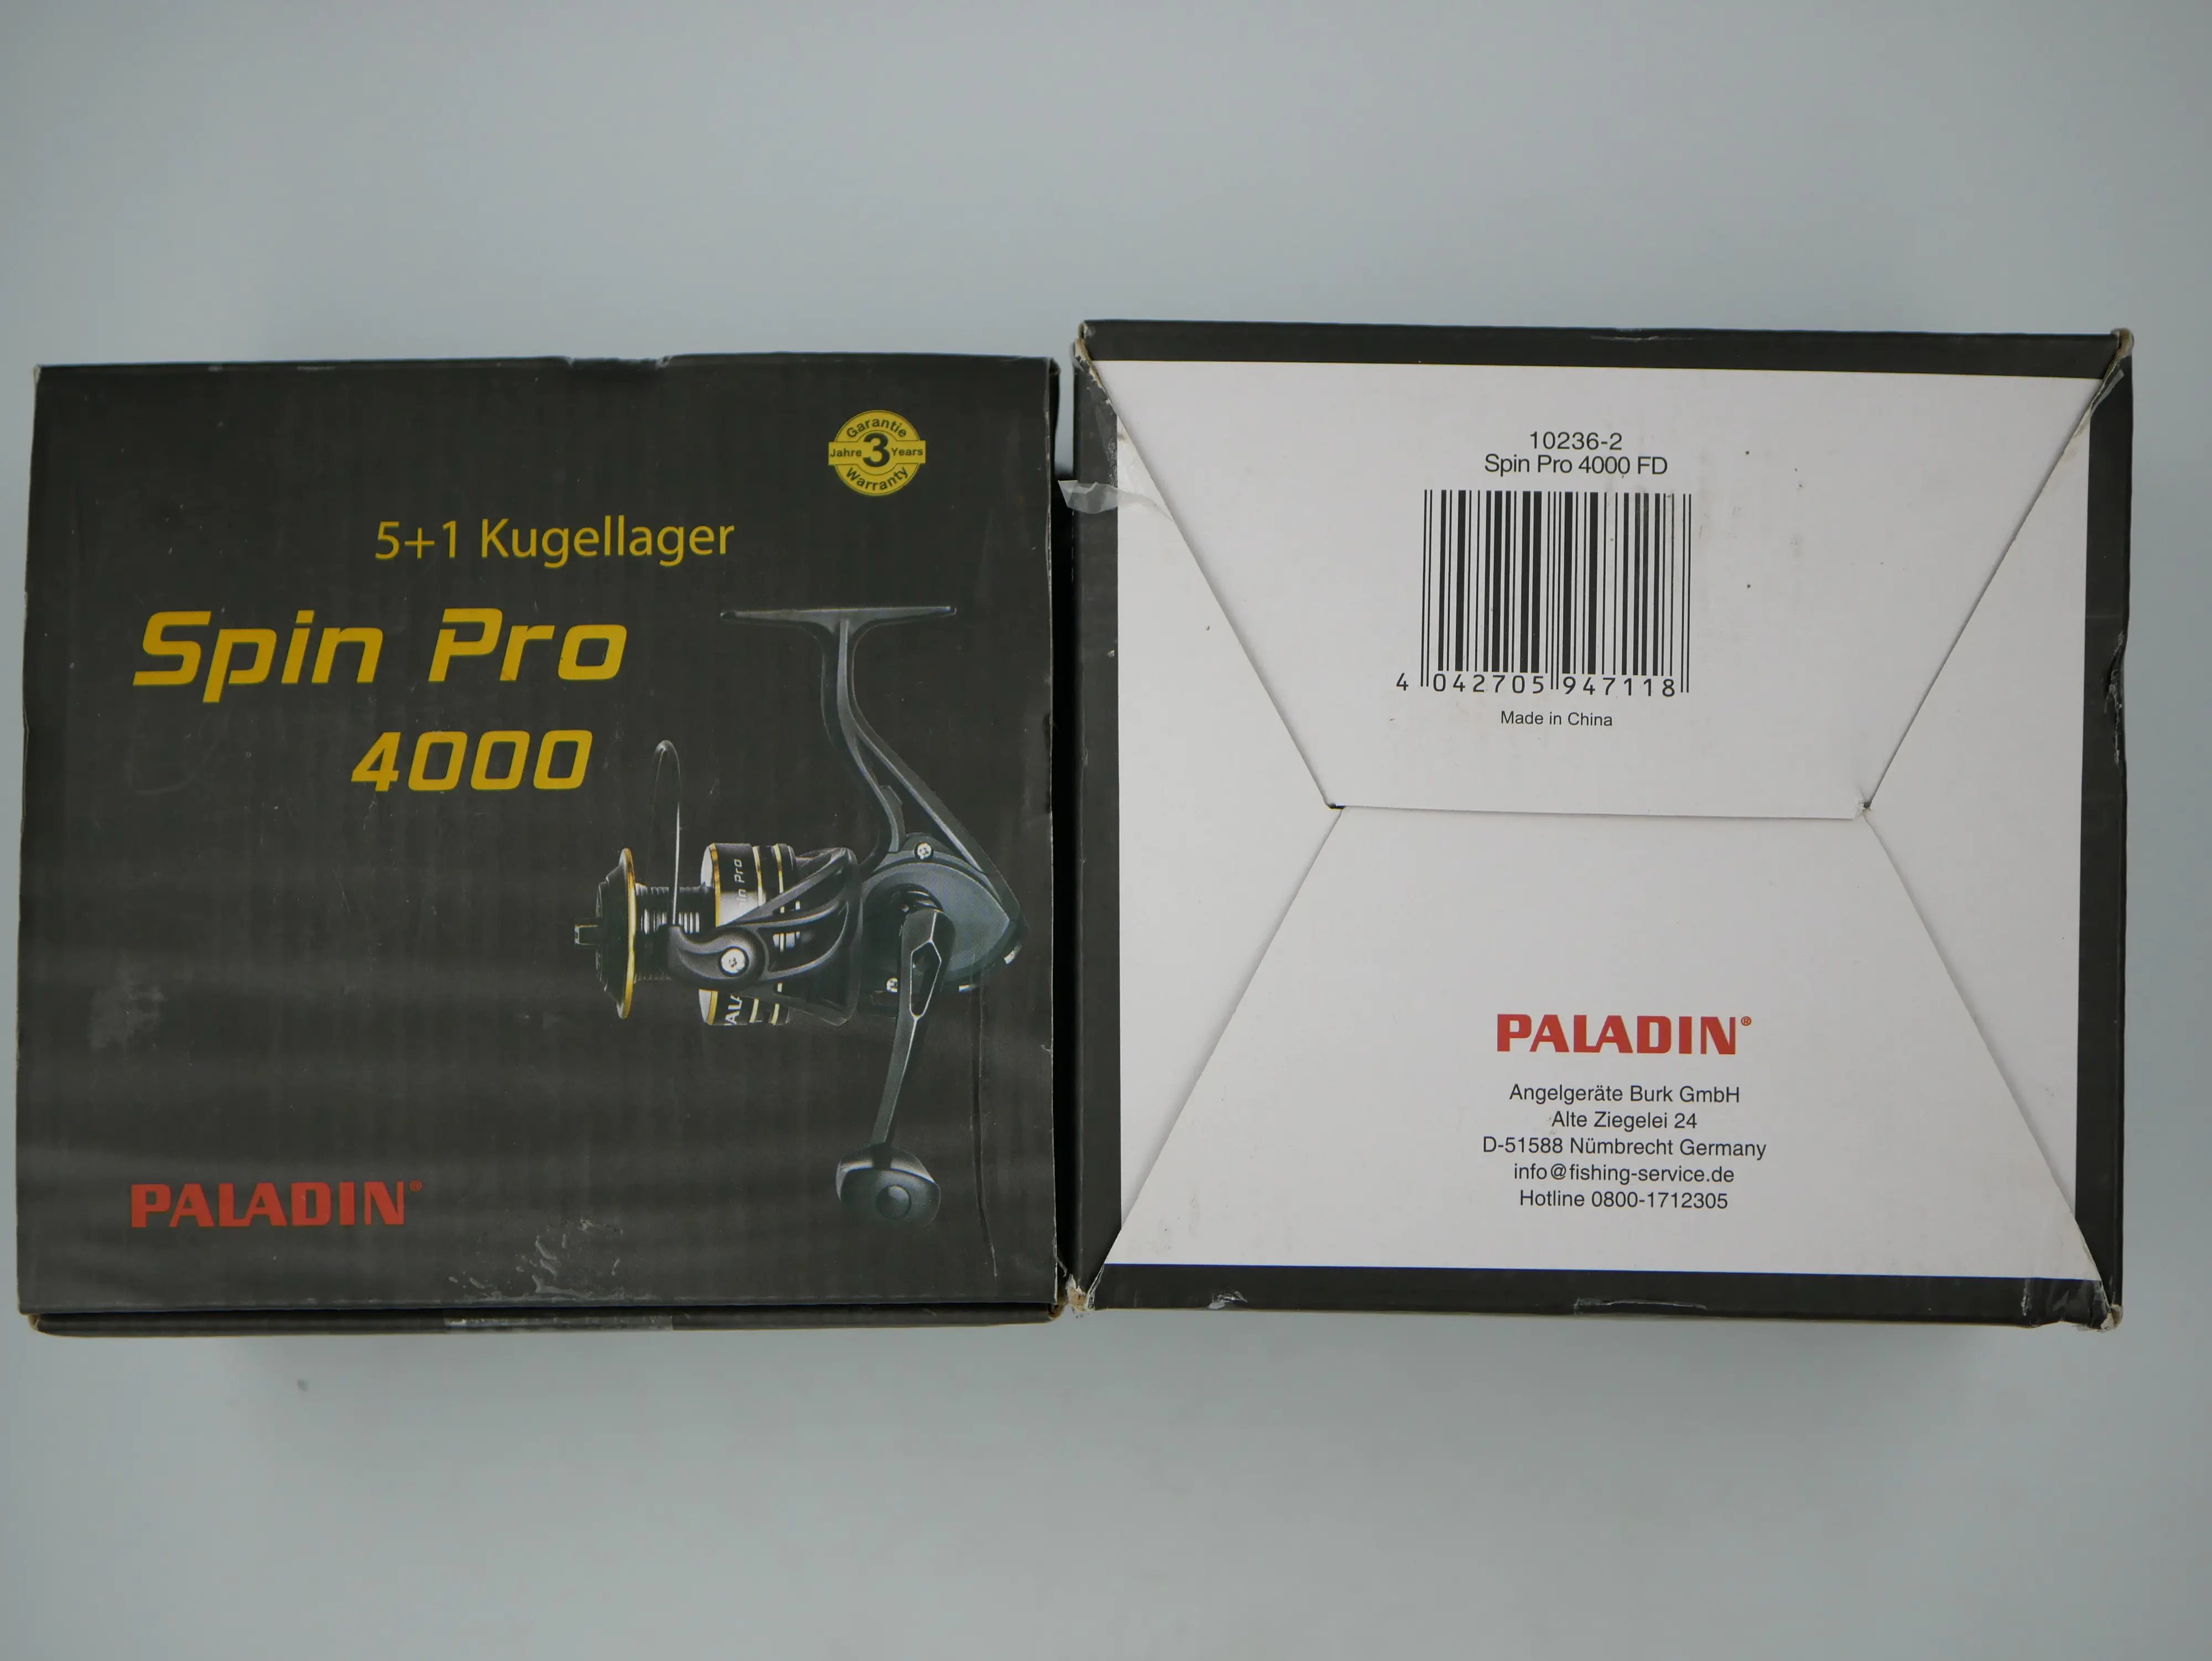 Garantie
Jahre 3 Years
Warranty
5+1 Kugellager
Spin Pro
4000
Spin Pro
PALADIN®
10236-2
Spin Pro 4000 FD
4 042705 947118
Made in China
PALADIN®
Angelgeräte Burk GmbH
Alte Ziegelei 24
D-51588 Nümbrecht Germany
info@fishing-service.de
Hotline 0800-1712305